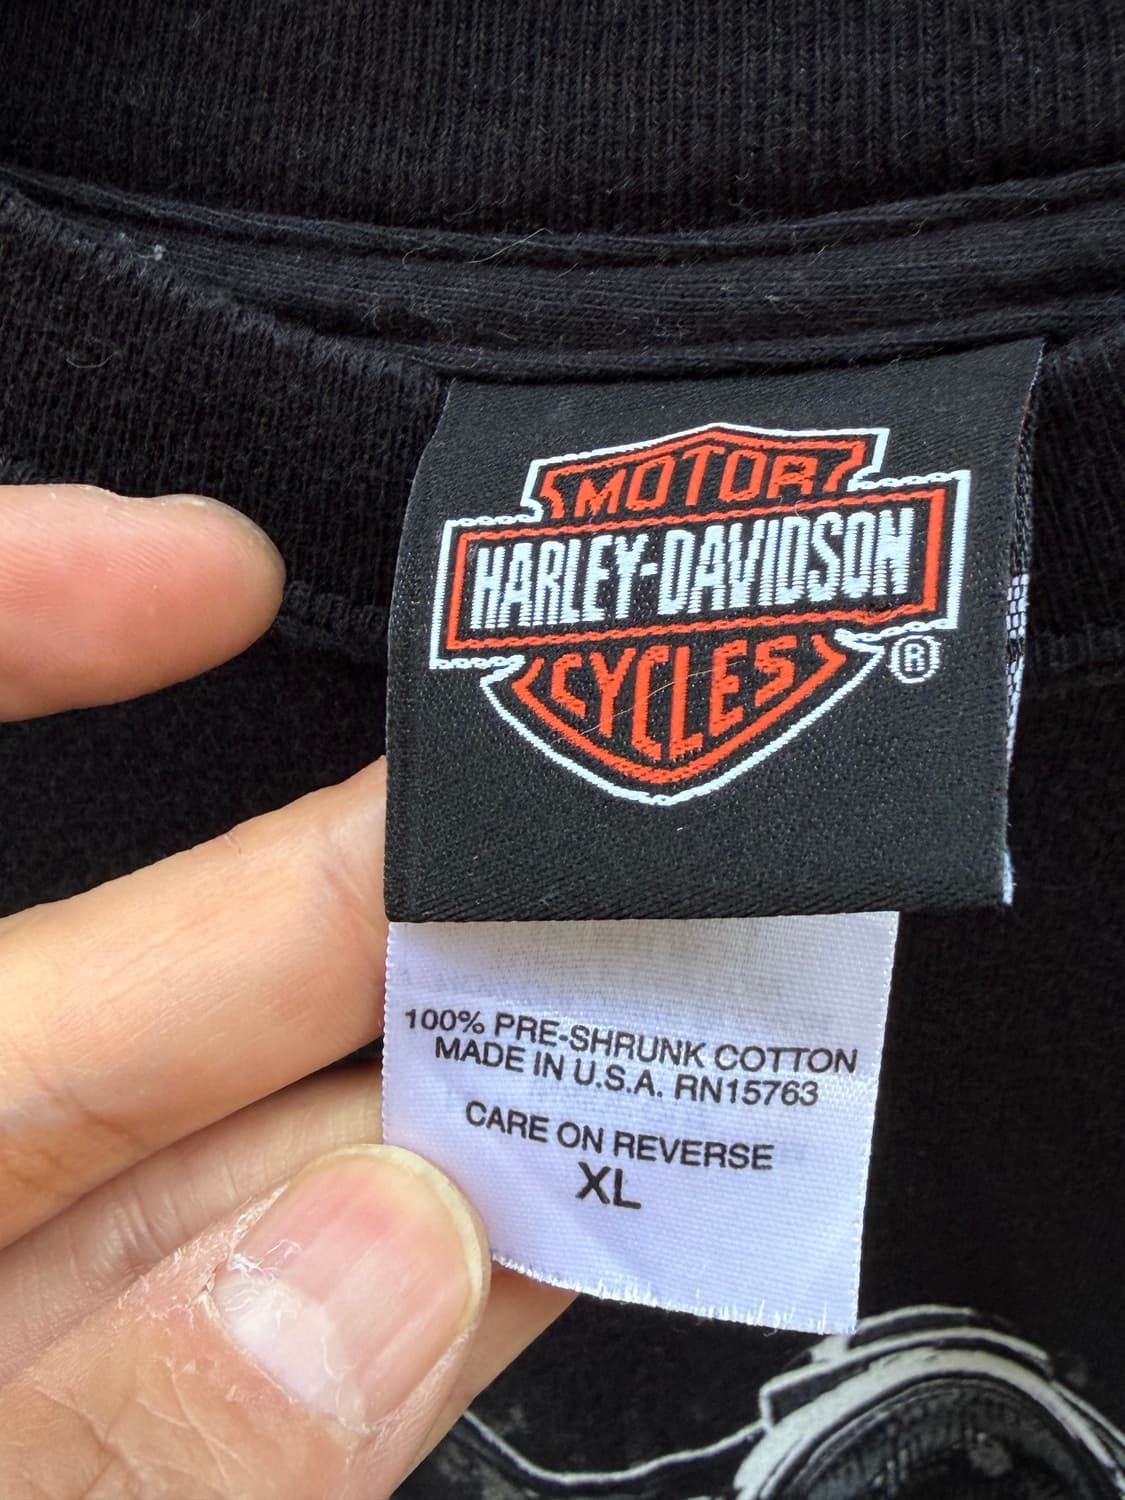 MOTOR
HARLEY-DAVIDSON
CYCLES
®
100% PRE-SHRUNK COTTON
MADE IN U.S.A. RN15763
CARE ON REVERSE
XL